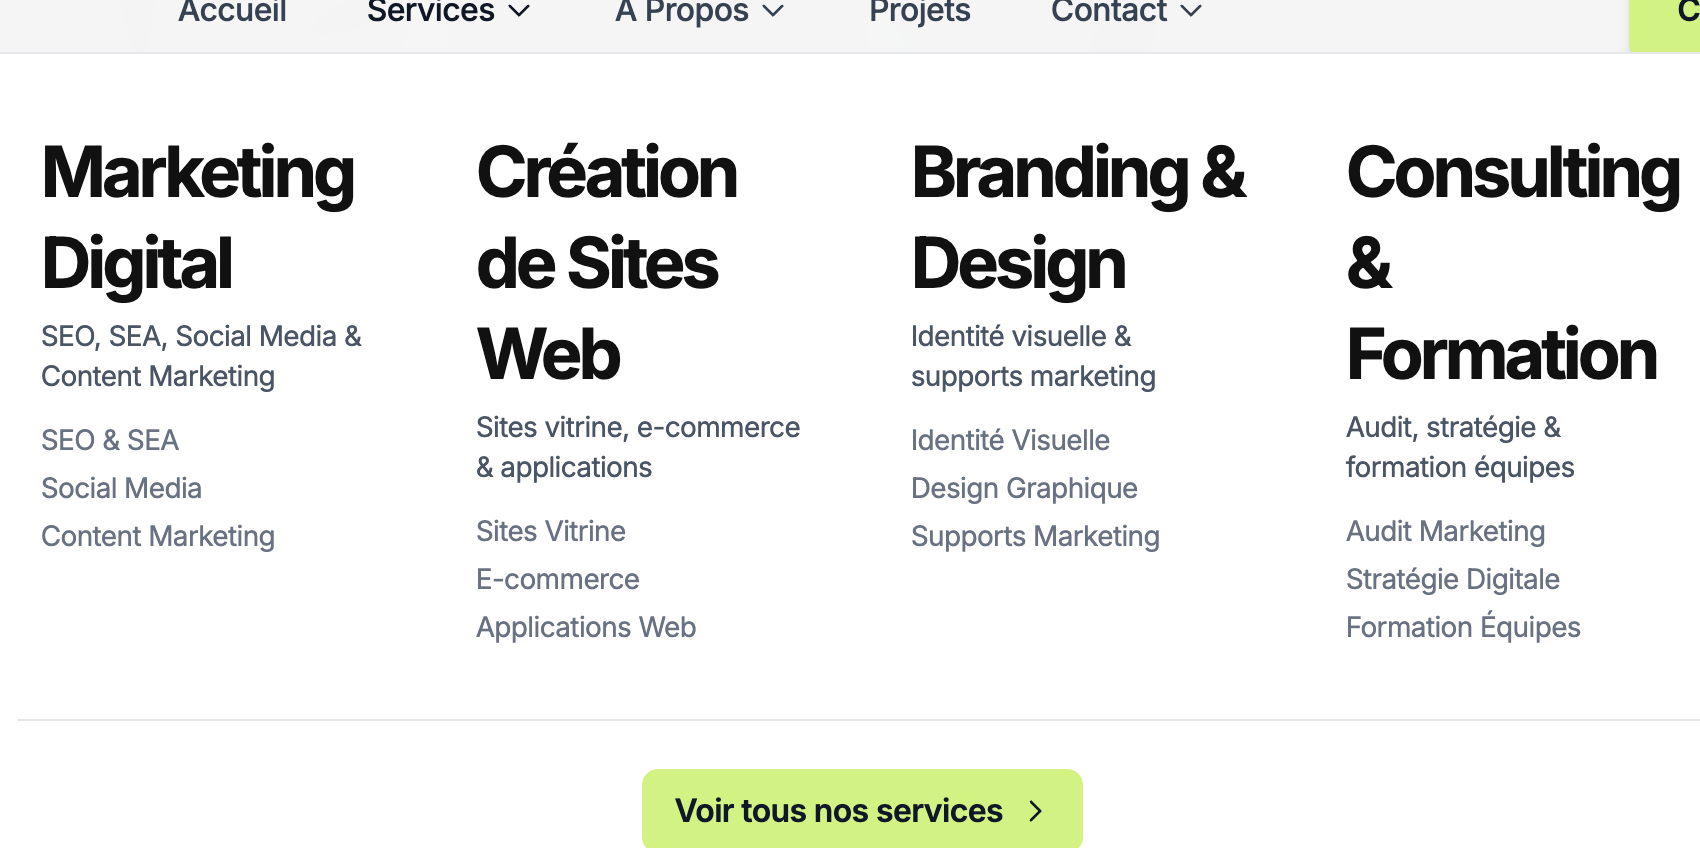 Accueil
Services
À Propos
Projets
Contact
Marketing
Digital
SEO, SEA, Social Media &
Content Marketing
SEO & SEA
Social Media
Content Marketing
Création
de Sites
Web
Sites vitrine, e-commerce
& applications
Sites Vitrine
E-commerce
Applications Web
Branding &
Design
Identité visuelle &
supports marketing
Identité Visuelle
Design Graphique
Supports Marketing
Consulting
&
Formation
Audit, stratégie &
formation équipes
Audit Marketing
Stratégie Digitale
Formation Équipes
Voir tous nos services